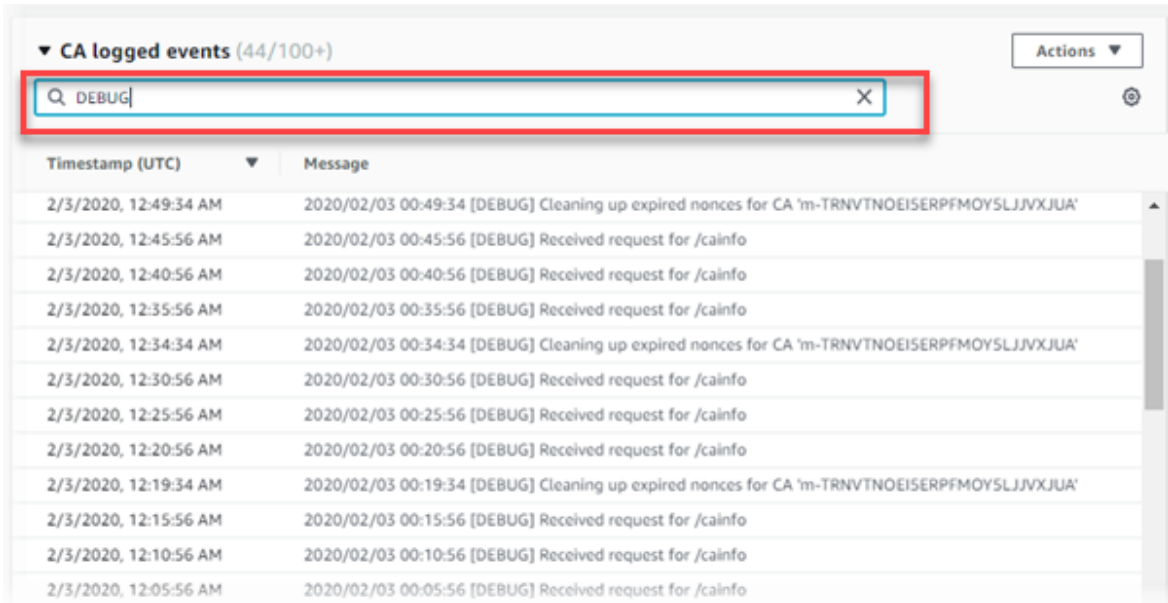 ▼ CA logged events (44/100+)
Actions ▼
DEBUG
Timestamp (UTC) ▼ Message
2/3/2020, 12:49:34 AM 2020/02/03 00:49:34 [DEBUG] Cleaning up expired nonces for CA 'm-TRNVTNOEI5ERPFMOY5LJJVXJUA'
2/3/2020, 12:45:56 AM 2020/02/03 00:45:56 [DEBUG] Received request for /cainfo
2/3/2020, 12:40:56 AM 2020/02/03 00:40:56 [DEBUG] Received request for /cainfo
2/3/2020, 12:35:56 AM 2020/02/03 00:35:56 [DEBUG] Received request for /cainfo
2/3/2020, 12:34:34 AM 2020/02/03 00:34:34 [DEBUG] Cleaning up expired nonces for CA 'm-TRNVTNOEI5ERPFMOY5LJJVXJUA'
2/3/2020, 12:30:56 AM 2020/02/03 00:30:56 [DEBUG] Received request for /cainfo
2/3/2020, 12:25:56 AM 2020/02/03 00:25:56 [DEBUG] Received request for /cainfo
2/3/2020, 12:20:56 AM 2020/02/03 00:20:56 [DEBUG] Received request for /cainfo
2/3/2020, 12:19:34 AM 2020/02/03 00:19:34 [DEBUG] Cleaning up expired nonces for CA 'm-TRNVTNOEI5ERPFMOY5LJJVXJUA'
2/3/2020, 12:15:56 AM 2020/02/03 00:15:56 [DEBUG] Received request for /cainfo
2/3/2020, 12:10:56 AM 2020/02/03 00:10:56 [DEBUG] Received request for /cainfo
2/3/2020, 12:05:56 AM 2020/02/03 00:05:56 [DEBUG] Received request for /cainfo